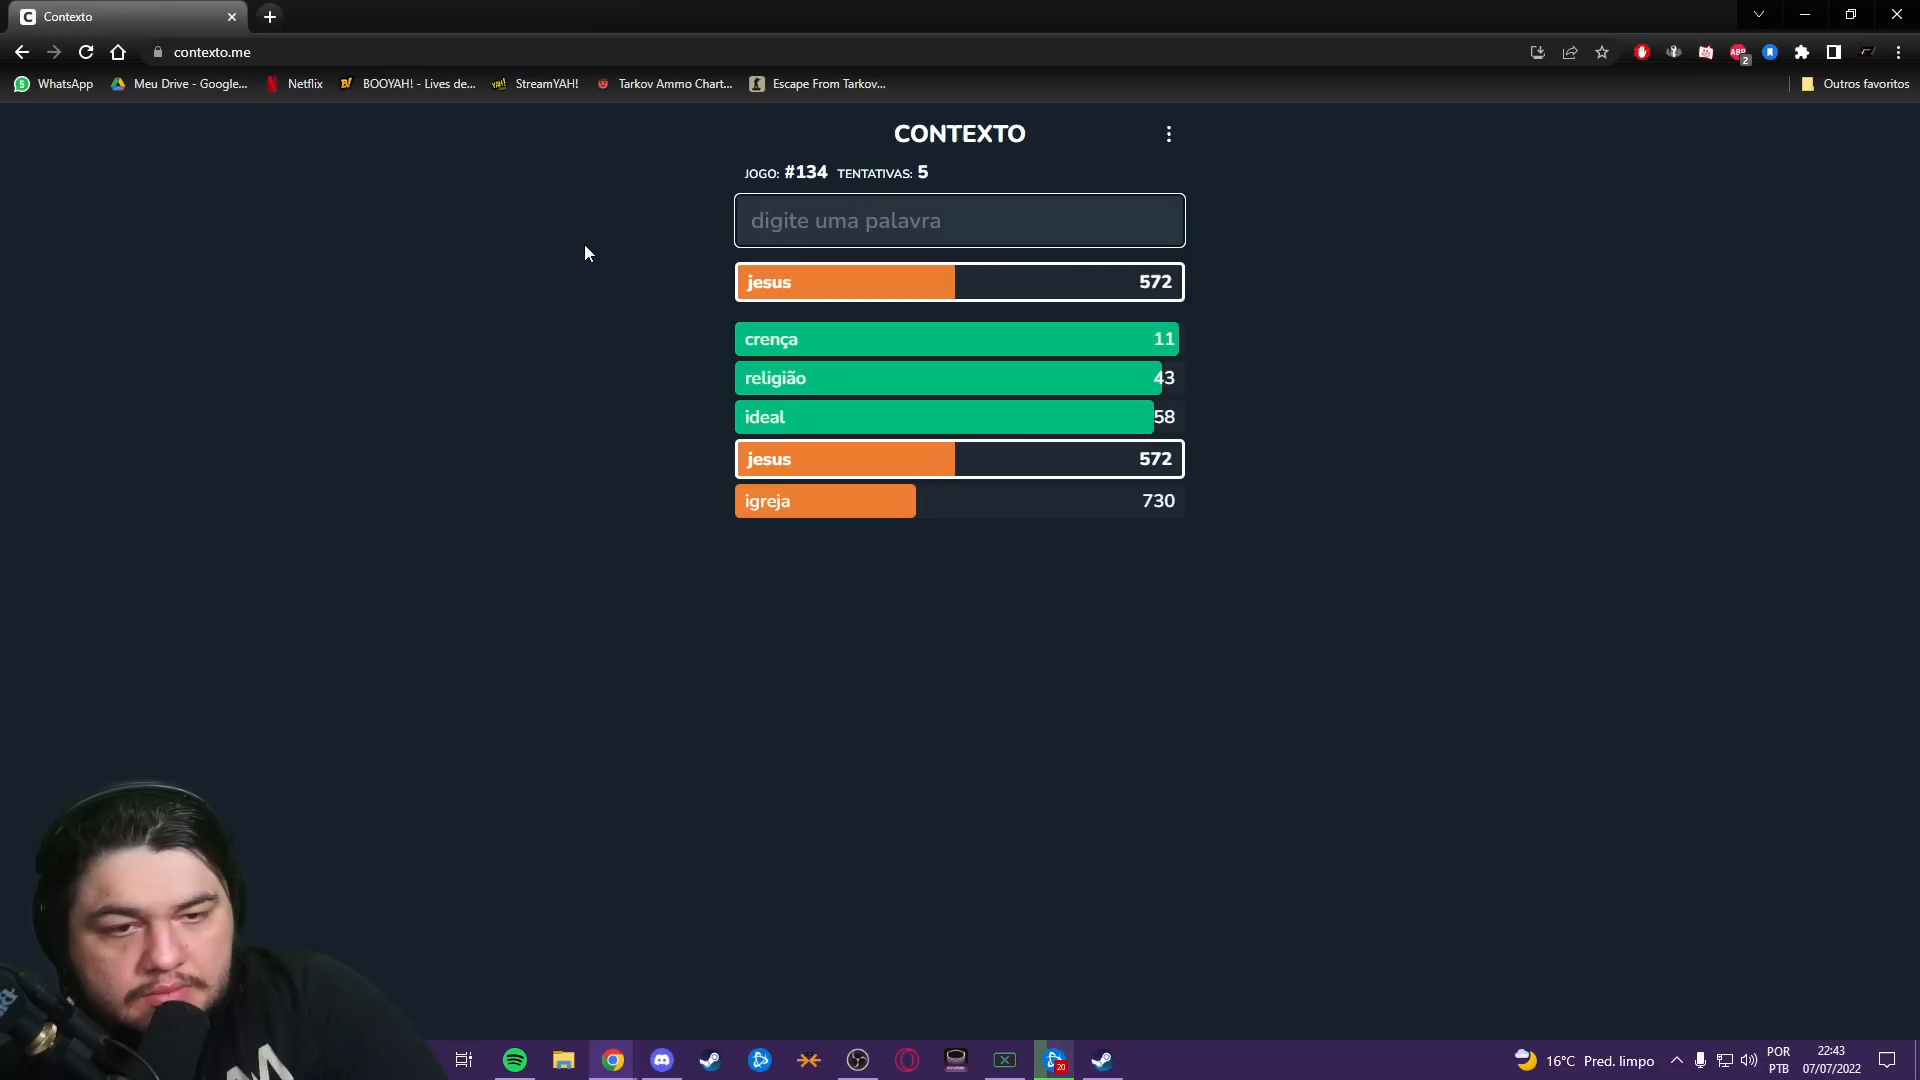 Contexto
contexto.me
WhatsApp
Meu Drive - Google...
Netflix
BOOYAH! - Lives de...
StreamYAH!
Tarkov Ammo Chart...
Escape From Tarkov...
Outros favoritos
CONTEXTO
JOGO: #134 TENTATIVAS: 5
digite uma palavra
jesus 572
crença 11
religião 43
ideal 58
jesus 572
igreja 730
16°C Pred. limpo
POR
PTB
22:43
07/07/2022